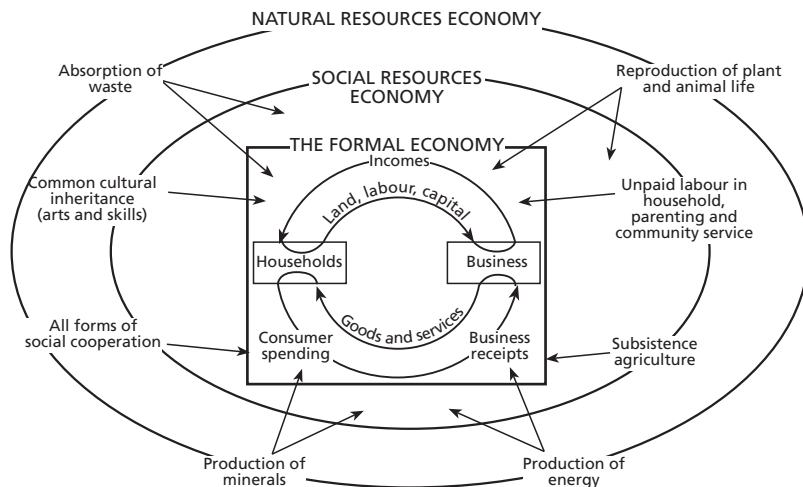 NATURAL RESOURCES ECONOMY
Absorption of
waste
SOCIAL RESOURCES
ECONOMY
Reproduction of plant
and animal life
THE FORMAL ECONOMY
Incomes
Land, labour, capital
Common cultural
inheritance
(arts and skills)
Unpaid labour in
household,
parenting and
community service
Households
Business
Goods and services
Consumer
spending
Business
receipts
All forms of
social cooperation
Subsistence
agriculture
Production of
minerals
Production of
energy